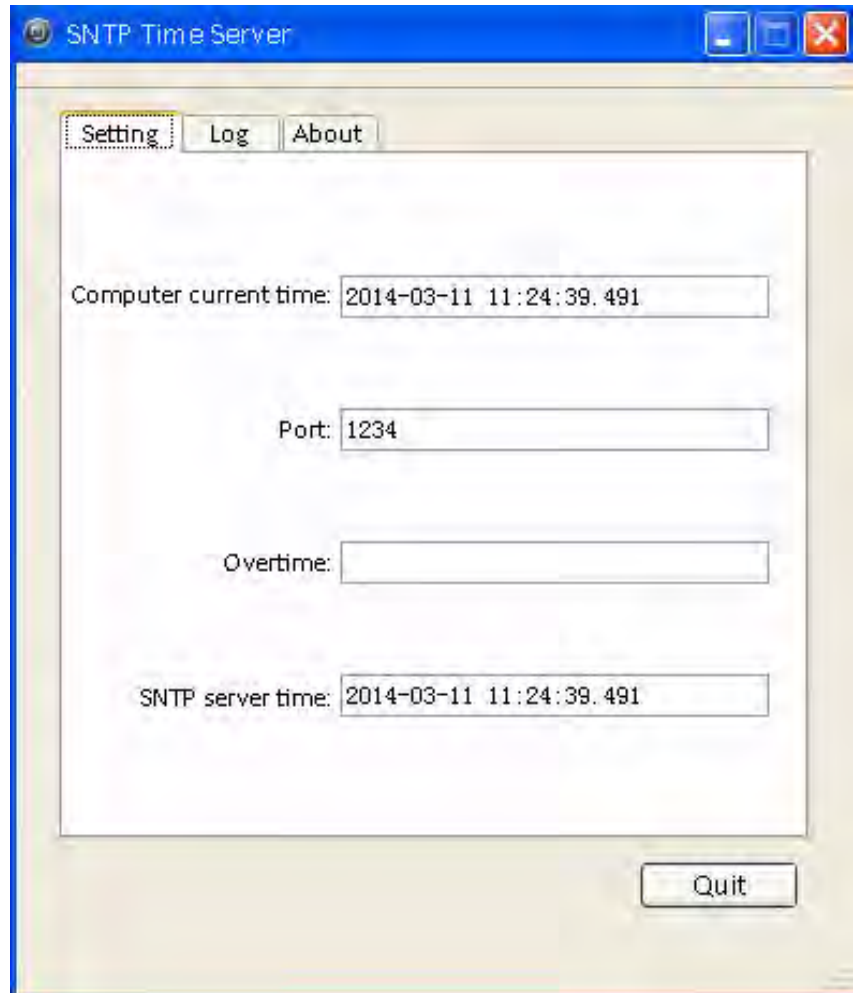 SNTP Time Server
Setting Log About
Computer current time: 2014-03-11 11:24:39.491
Port: 1234
Overtime:
SNTP server time: 2014-03-11 11:24:39.491
Quit